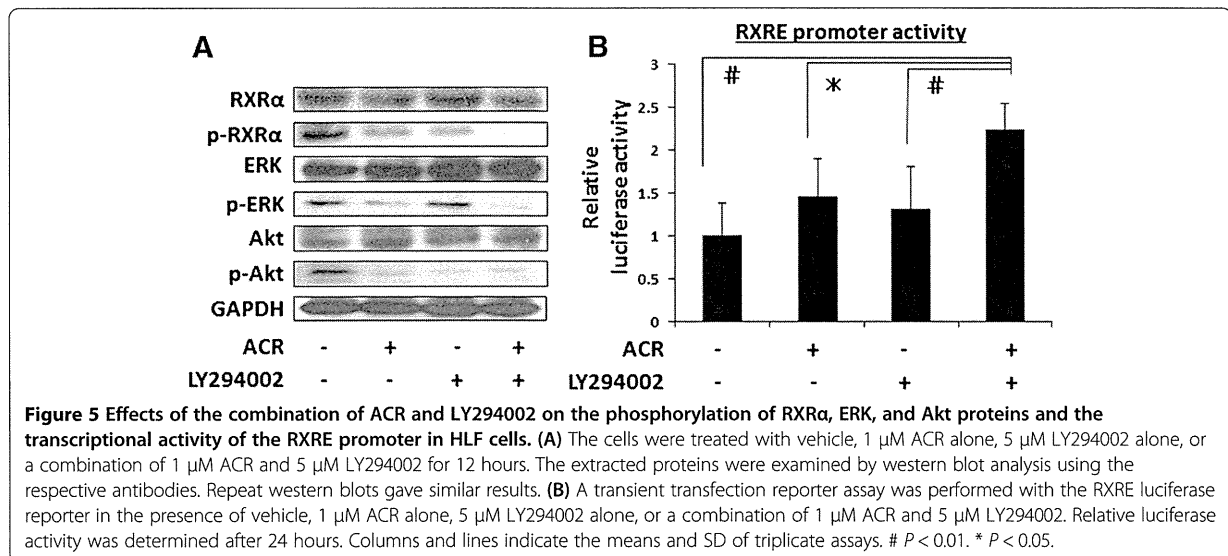 A
RXRα
p-RXRα
ERK
p-ERK
Akt
p-Akt
GAPDH
ACR - + - +
LY294002 - - + +
B
RXRE promoter activity
# * #
Relative
luciferase activity
3
2.5
2
1.5
1
0.5
0
ACR - + - +
LY294002 - - + +
Figure 5 Effects of the combination of ACR and LY294002 on the phosphorylation of RXRα, ERK, and Akt proteins and the
transcriptional activity of the RXRE promoter in HLF cells. (A) The cells were treated with vehicle, 1 μM ACR alone, 5 μM LY294002 alone, or
a combination of 1 μM ACR and 5 μM LY294002 for 12 hours. The extracted proteins were examined by western blot analysis using the
respective antibodies. Repeat western blots gave similar results. (B) A transient transfection reporter assay was performed with the RXRE luciferase
reporter in the presence of vehicle, 1 μM ACR alone, 5 μM LY294002 alone, or a combination of 1 μM ACR and 5 μM LY294002. Relative luciferase
activity was determined after 24 hours. Columns and lines indicate the means and SD of triplicate assays. # P < 0.01. * P < 0.05.